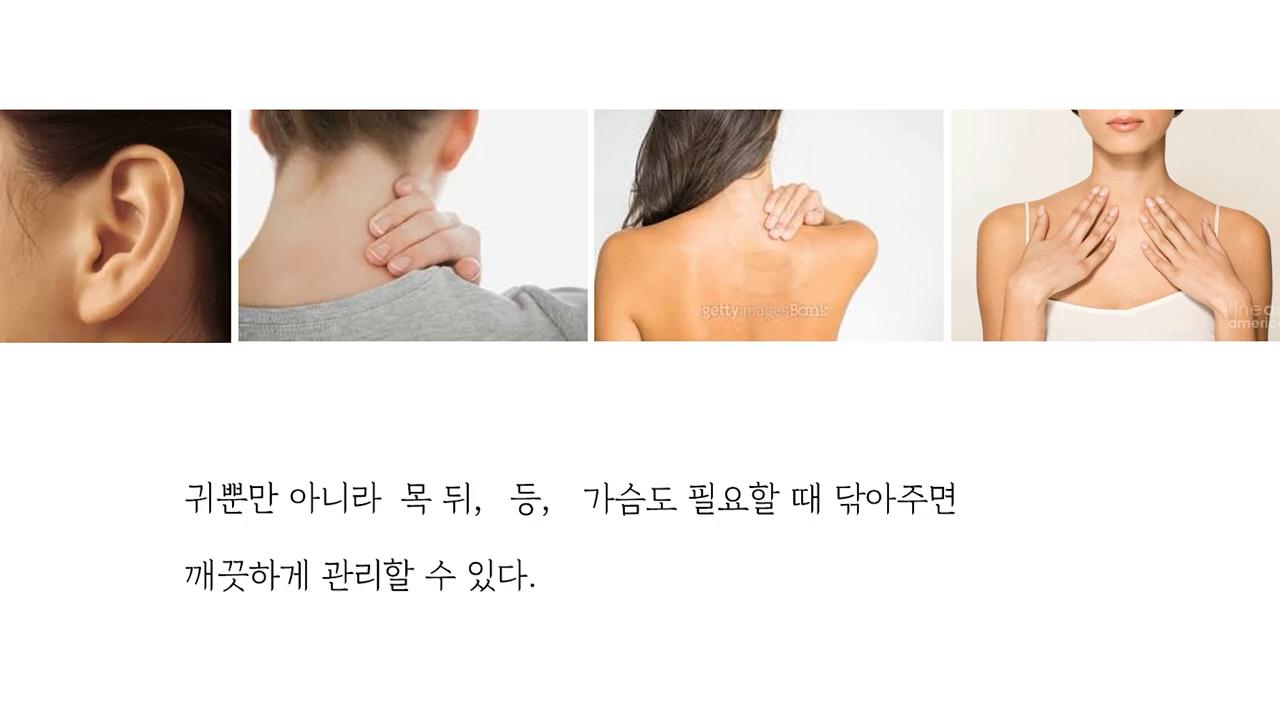 gettyimagesBank
귀뿐만 아니라 목 뒤, 등, 가슴도 필요할 때 닦아주면
깨끗하게 관리할 수 있다.